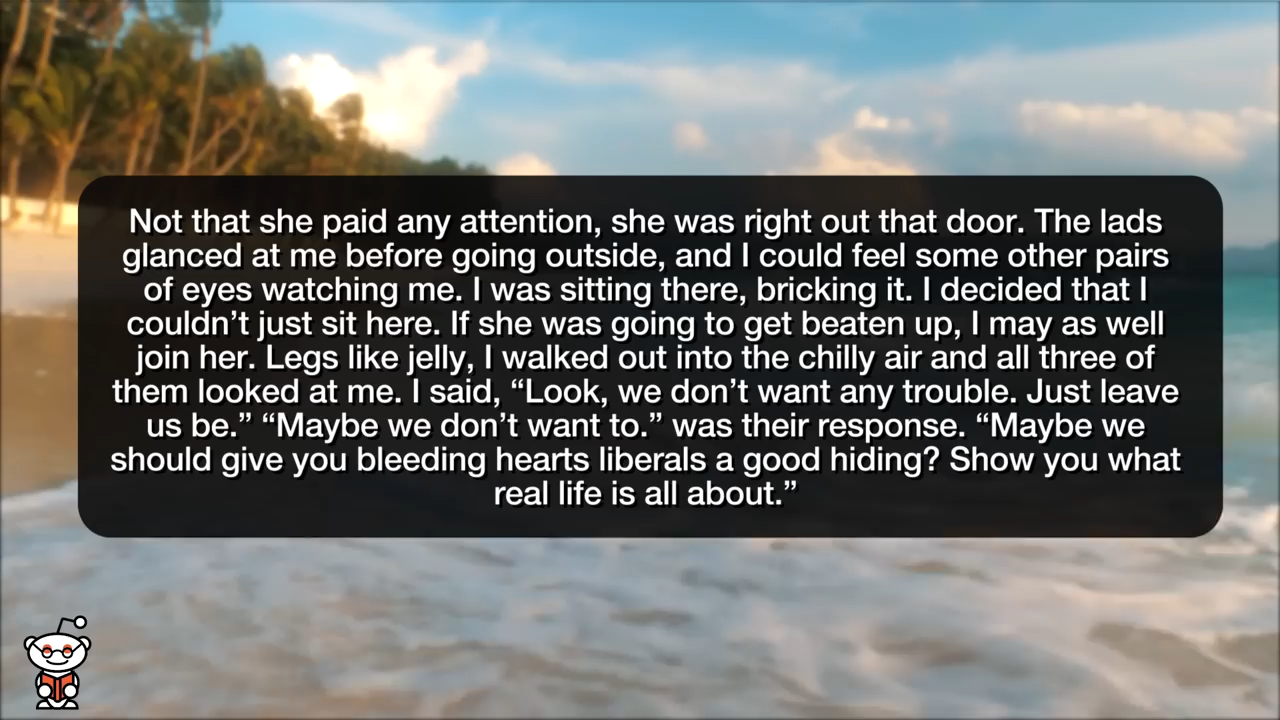 Not that she paid any attention, she was right out that door. The lads
glanced at me before going outside, and I could feel some other pairs
of eyes watching me. I was sitting there, bricking it. I decided that I
couldn’t just sit here. If she was going to get beaten up, I may as well
join her. Legs like jelly, I walked out into the chilly air and all three of
them looked at me. I said, “Look, we don’t want any trouble. Just leave
us be.” “Maybe we don’t want to.” was their response. “Maybe we
should give you bleeding hearts liberals a good hiding? Show you what
real life is all about.”